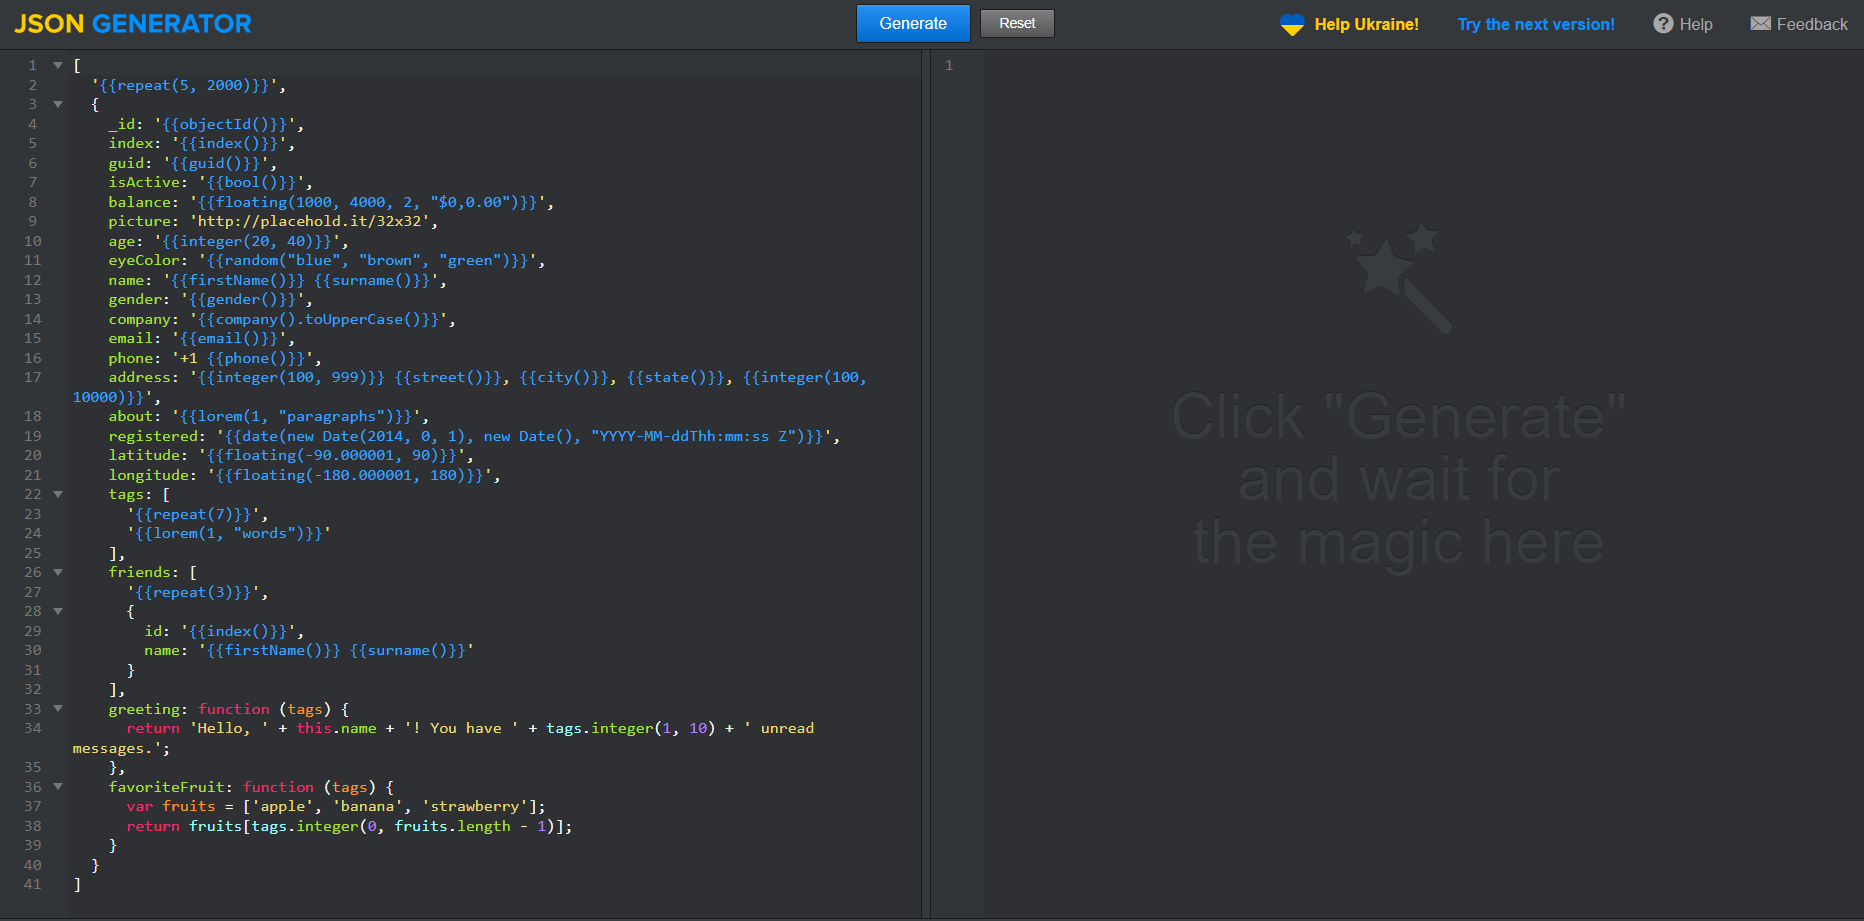 JSON GENERATOR
Generate
Reset
Help Ukraine!
Try the next version!
? Help
Feedback
1 [
2   '{{repeat(5, 2000)}}',
3   {
4     _id: '{{objectId()}}',
5     index: '{{index()}}',
6     guid: '{{guid()}}',
7     isActive: '{{bool()}}',
8     balance: '{{floating(1000, 4000, 2, "$0,0.00")}}',
9     picture: 'http://placehold.it/32x32',
10     age: '{{integer(20, 40)}}',
11     eyeColor: '{{random("blue", "brown", "green")}}',
12     name: '{{firstName()}} {{surname()}}',
13     gender: '{{gender()}}',
14     company: '{{company().toUpperCase()}}',
15     email: '{{email()}}',
16     phone: '+1 {{phone()}}',
17     address: '{{integer(100, 999)}} {{street()}}, {{city()}}, {{state()}}, {{integer(100,
10000)}}',
18     about: '{{lorem(1, "paragraphs")}}',
19     registered: '{{date(new Date(2014, 0, 1), new Date(), "YYYY-MM-ddThh:mm:ss Z")}}',
20     latitude: '{{floating(-90.000001, 90)}}',
21     longitude: '{{floating(-180.000001, 180)}}',
22     tags: [
23       '{{repeat(7)}}',
24       '{{lorem(1, "words")}}'
25     ],
26     friends: [
27       '{{repeat(3)}}',
28       {
29         id: '{{index()}}',
30         name: '{{firstName()}} {{surname()}}'
31       }
32     ],
33     greeting: function (tags) {
34       return 'Hello, ' + this.name + '! You have ' + tags.integer(1, 10) + ' unread
messages.';
35     },
36     favoriteFruit: function (tags) {
37       var fruits = ['apple', 'banana', 'strawberry'];
38       return fruits[tags.integer(0, fruits.length - 1)];
39     }
40   }
41 ]
1
Click "Generate"
and wait for
the magic here